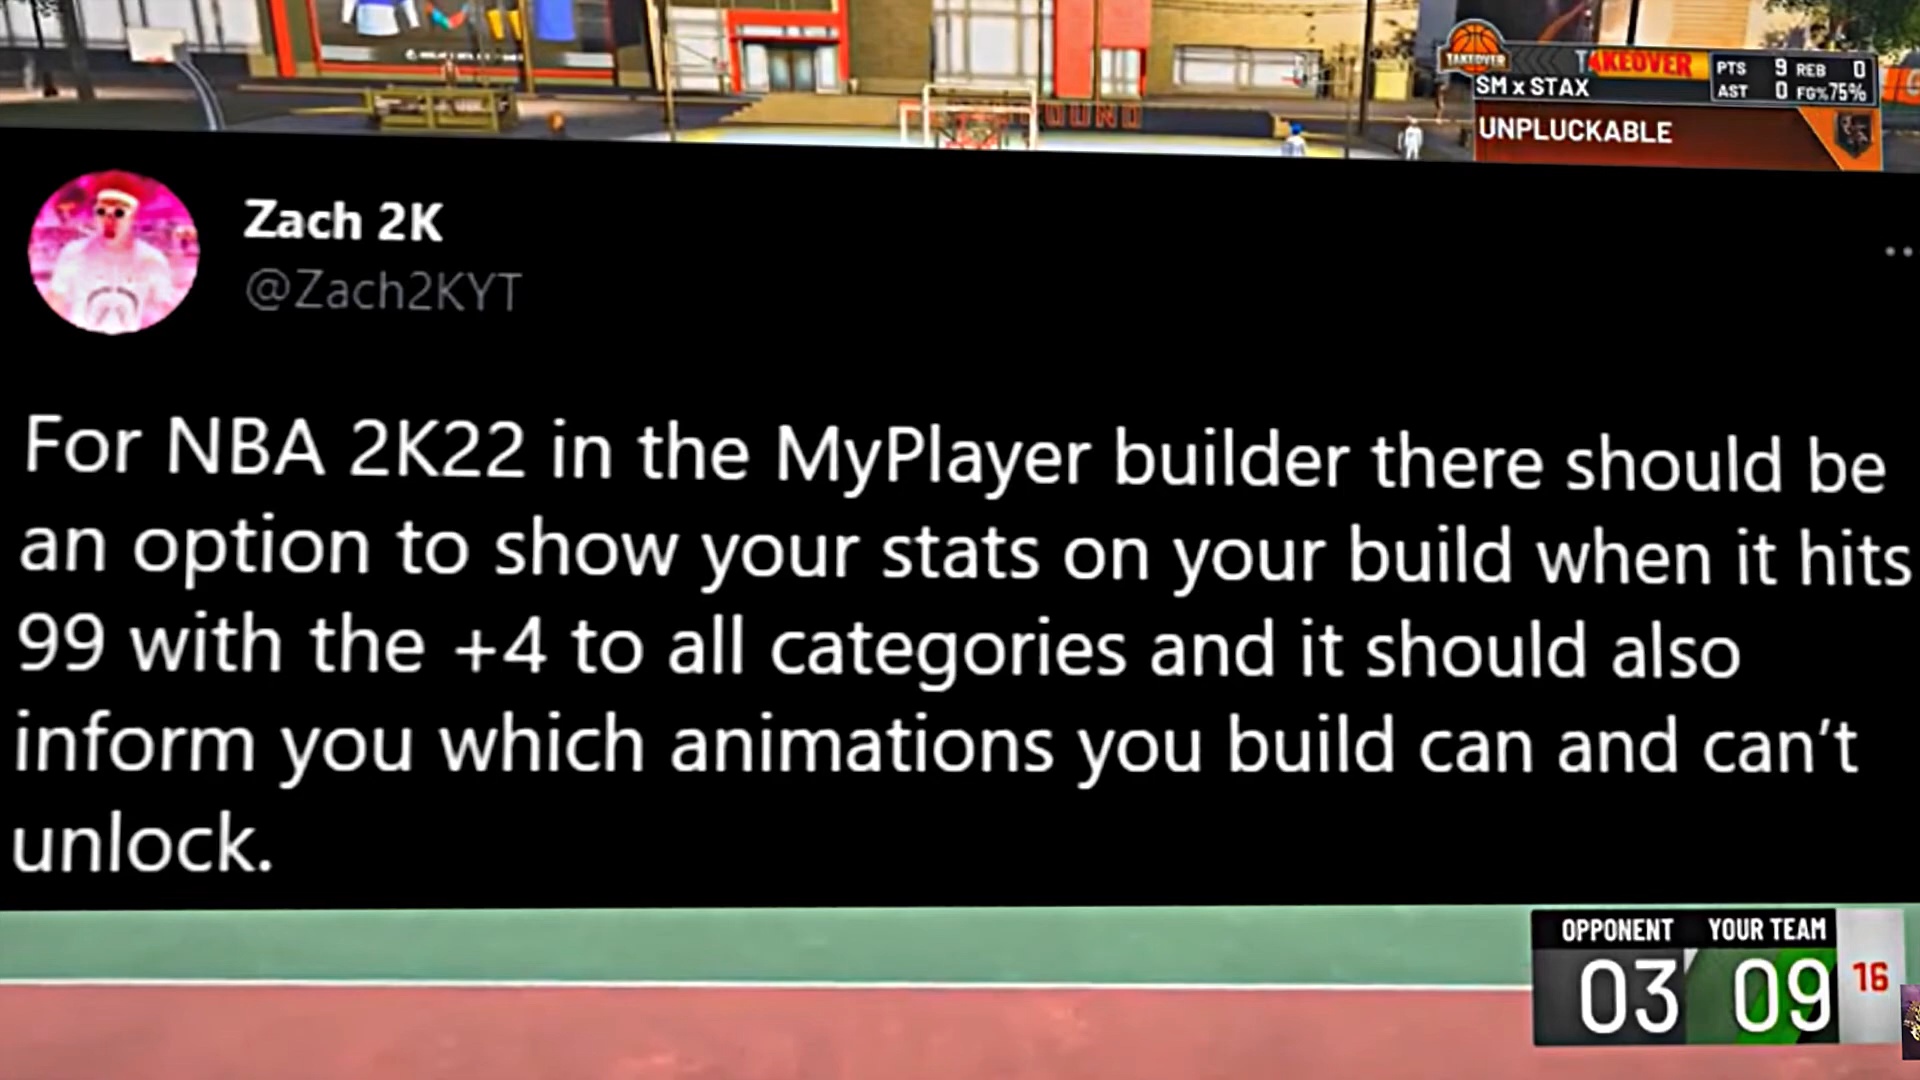 TAKEOVER
TAKEOVER
SM x STAX
PTS 9 REB 0
AST 0 FG% 75%
UNPLUCKABLE
Zach 2K
@Zach2KYT
For NBA 2K22 in the MyPlayer builder there should be
an option to show your stats on your build when it hits
99 with the +4 to all categories and it should also
inform you which animations you build can and can't
unlock.
OPPONENT YOUR TEAM
03 09 16